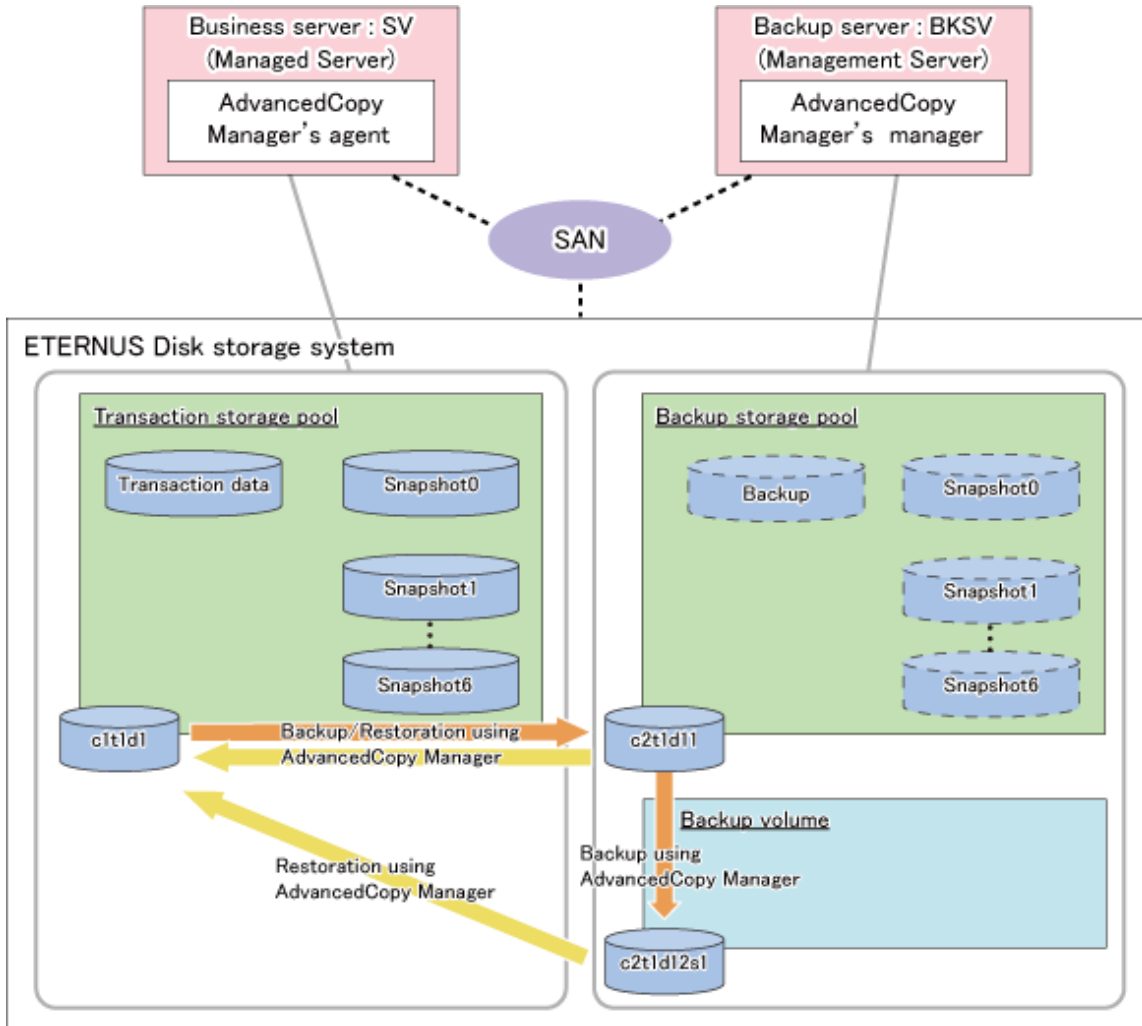 Business server : SV
(Managed Server)
AdvancedCopy
Manager's agent
Backup server : BKSV
(Management Server)
AdvancedCopy
Manager's manager
SAN
ETERNUS Disk storage system
Transaction storage pool
Transaction data
Snapshot0
Snapshot1
Snapshot6
c1t1d1
Backup storage pool
Backup
Snapshot0
Snapshot1
Snapshot6
c2t1d11
Backup/Restoration using
AdvancedCopy Manager
Backup volume
Restoration using
AdvancedCopy Manager
Backup using
AdvancedCopy Manager
c2t1d12s1